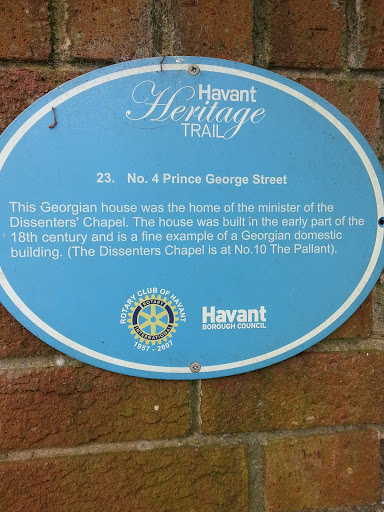 Havant
Heritage
TRAIL
23. No. 4 Prince George Street
This Georgian house was the home of the minister of the
Dissenters' Chapel. The house was built in the early part of the
18th century and is a fine example of a Georgian domestic
building. (The Dissenters Chapel is at No.10 The Pallant).
ROTARY CLUB OF HAVANT
ROTARY
INTERNATIONAL
1957 - 2007
Havant
BOROUGH COUNCIL